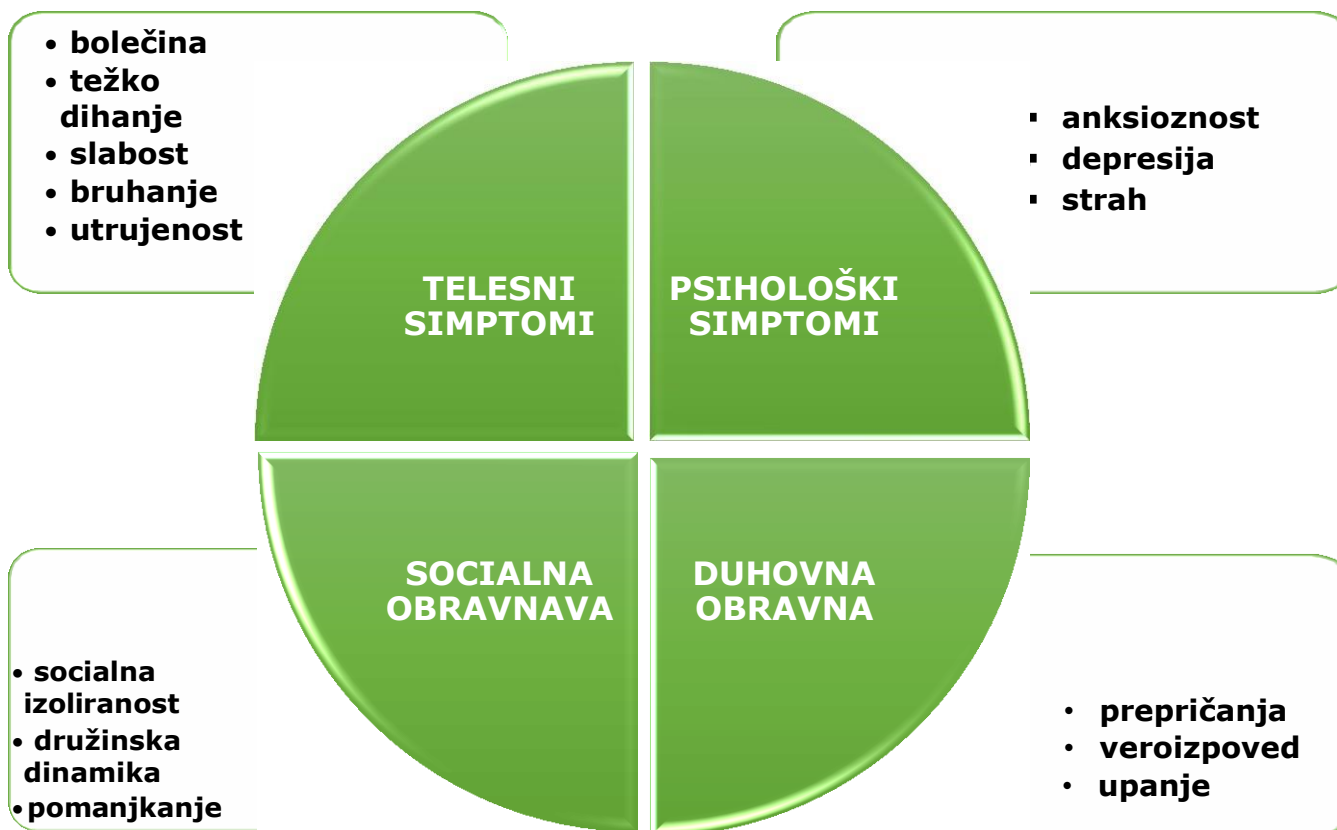 • bolečina
• težko
dihanje
• slabost
• bruhanje
• utrujenost
▪ anksioznost
▪ depresija
▪ strah
TELESNI
SIMPTOMI
PSIHOLOŠKI
SIMPTOMI
SOCIALNA
OBRAVNAVA
DUHOVNA
OBRAVNA
• socialna
izoliranost
• družinska
dinamika
• pomanjkanje
• prepričanja
• veroizpoved
• upanje